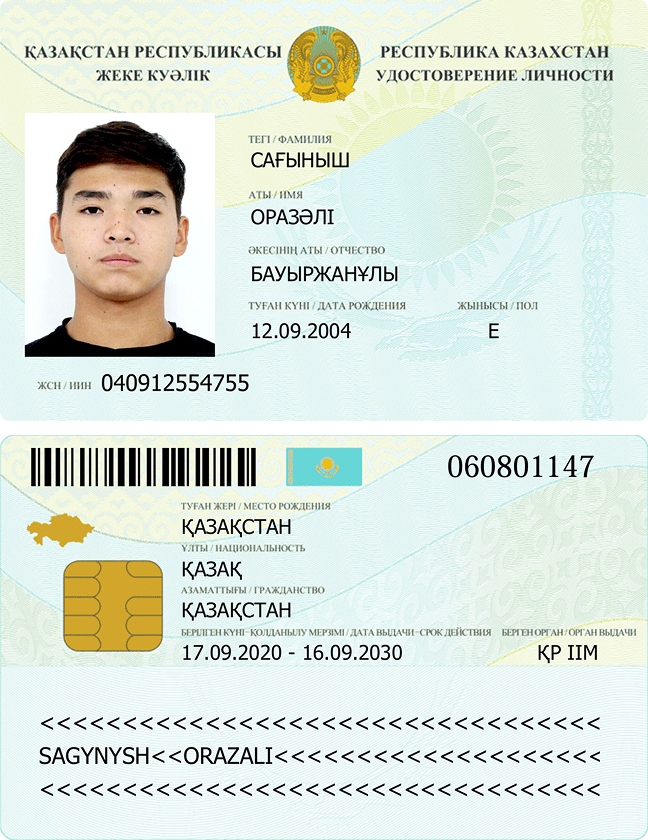 ҚАЗАҚСТАН РЕСПУБЛИКАСЫ
ЖЕКЕ КУӘЛІК
РЕСПУБЛИКА КАЗАХСТАН
УДОСТОВЕРЕНИЕ ЛИЧНОСТИ
ТЕГІ / ФАМИЛИЯ
САҒЫНЫШ
АТЫ / ИМЯ
ОРАЗӘЛІ
ӘКЕСІНІҢ АТЫ / ОТЧЕСТВО
БАУЫРЖАНҰЛЫ
ТУҒАН КҮНІ / ДАТА РОЖДЕНИЯ ЖЫНЫСЫ / ПОЛ
12.09.2004 Е
ЖСН / ИИН 040912554755
060801147
ТУҒАН ЖЕРІ / МЕСТО РОЖДЕНИЯ
ҚАЗАҚСТАН
ҰЛТЫ / НАЦИОНАЛЬНОСТЬ
ҚАЗАҚ
АЗАМАТТЫҒЫ / ГРАЖДАНСТВО
ҚАЗАҚСТАН
БЕРІЛГЕН КҮНІ - ҚОЛДАНЫЛУ МЕРЗІМІ / ДАТА ВЫДАЧИ - СРОК ДЕЙСТВИЯ БЕРГЕН ОРГАН / ОРГАН ВЫДАЧИ
17.09.2020 - 16.09.2030 ҚР ІІМ
<<<<<<<<<<<<<<<<<<<<<<<<<<<<<<<<<<
SAGYNYSH<<ORAZALI<<<<<<<<<<<<<<<<<<<<
<<<<<<<<<<<<<<<<<<<<<<<<<<<<<<<<<<